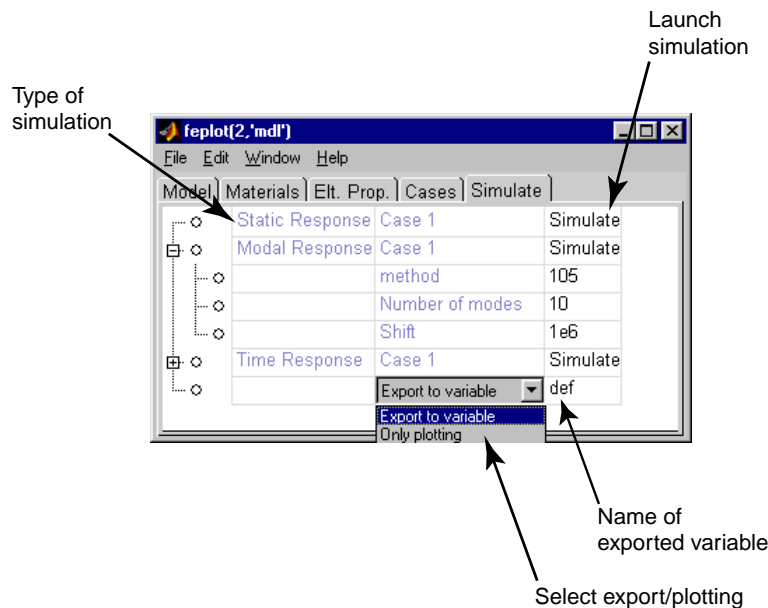 Launch
simulation
Type of
simulation
feplot(2,'mdl')
File Edit Window Help
Model Materials Elt. Prop. Cases Simulate
Static Response Case 1 Simulate
Modal Response Case 1 Simulate
method 105
Number of modes 10
Shift 1e6
Time Response Case 1 Simulate
Export to variable def
Export to variable
Only plotting
Name of
exported variable
Select export/plotting